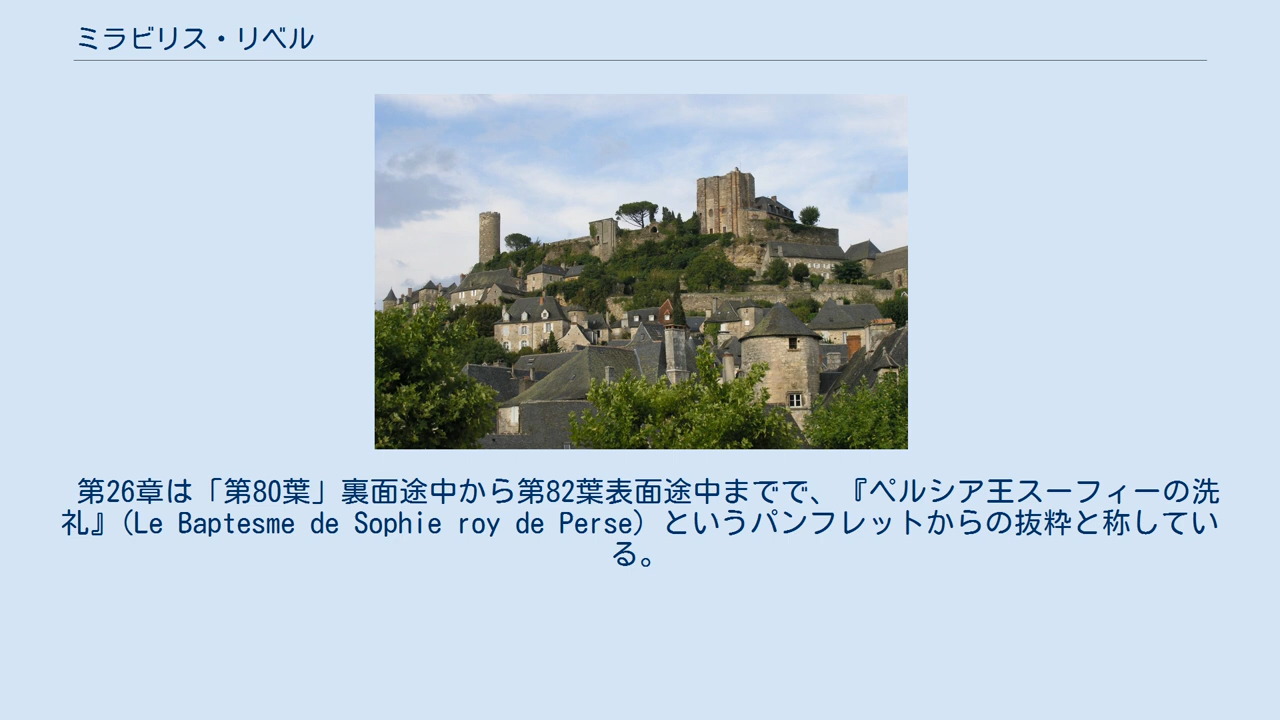 ミラビリス・リベル
第26章は「第80葉」裏面途中から第82葉表面途中までで、『ペルシア王スーフィーの洗
礼』(Le Baptesme de Sophie roy de Perse) というパンフレットからの抜粋と称してい
る。